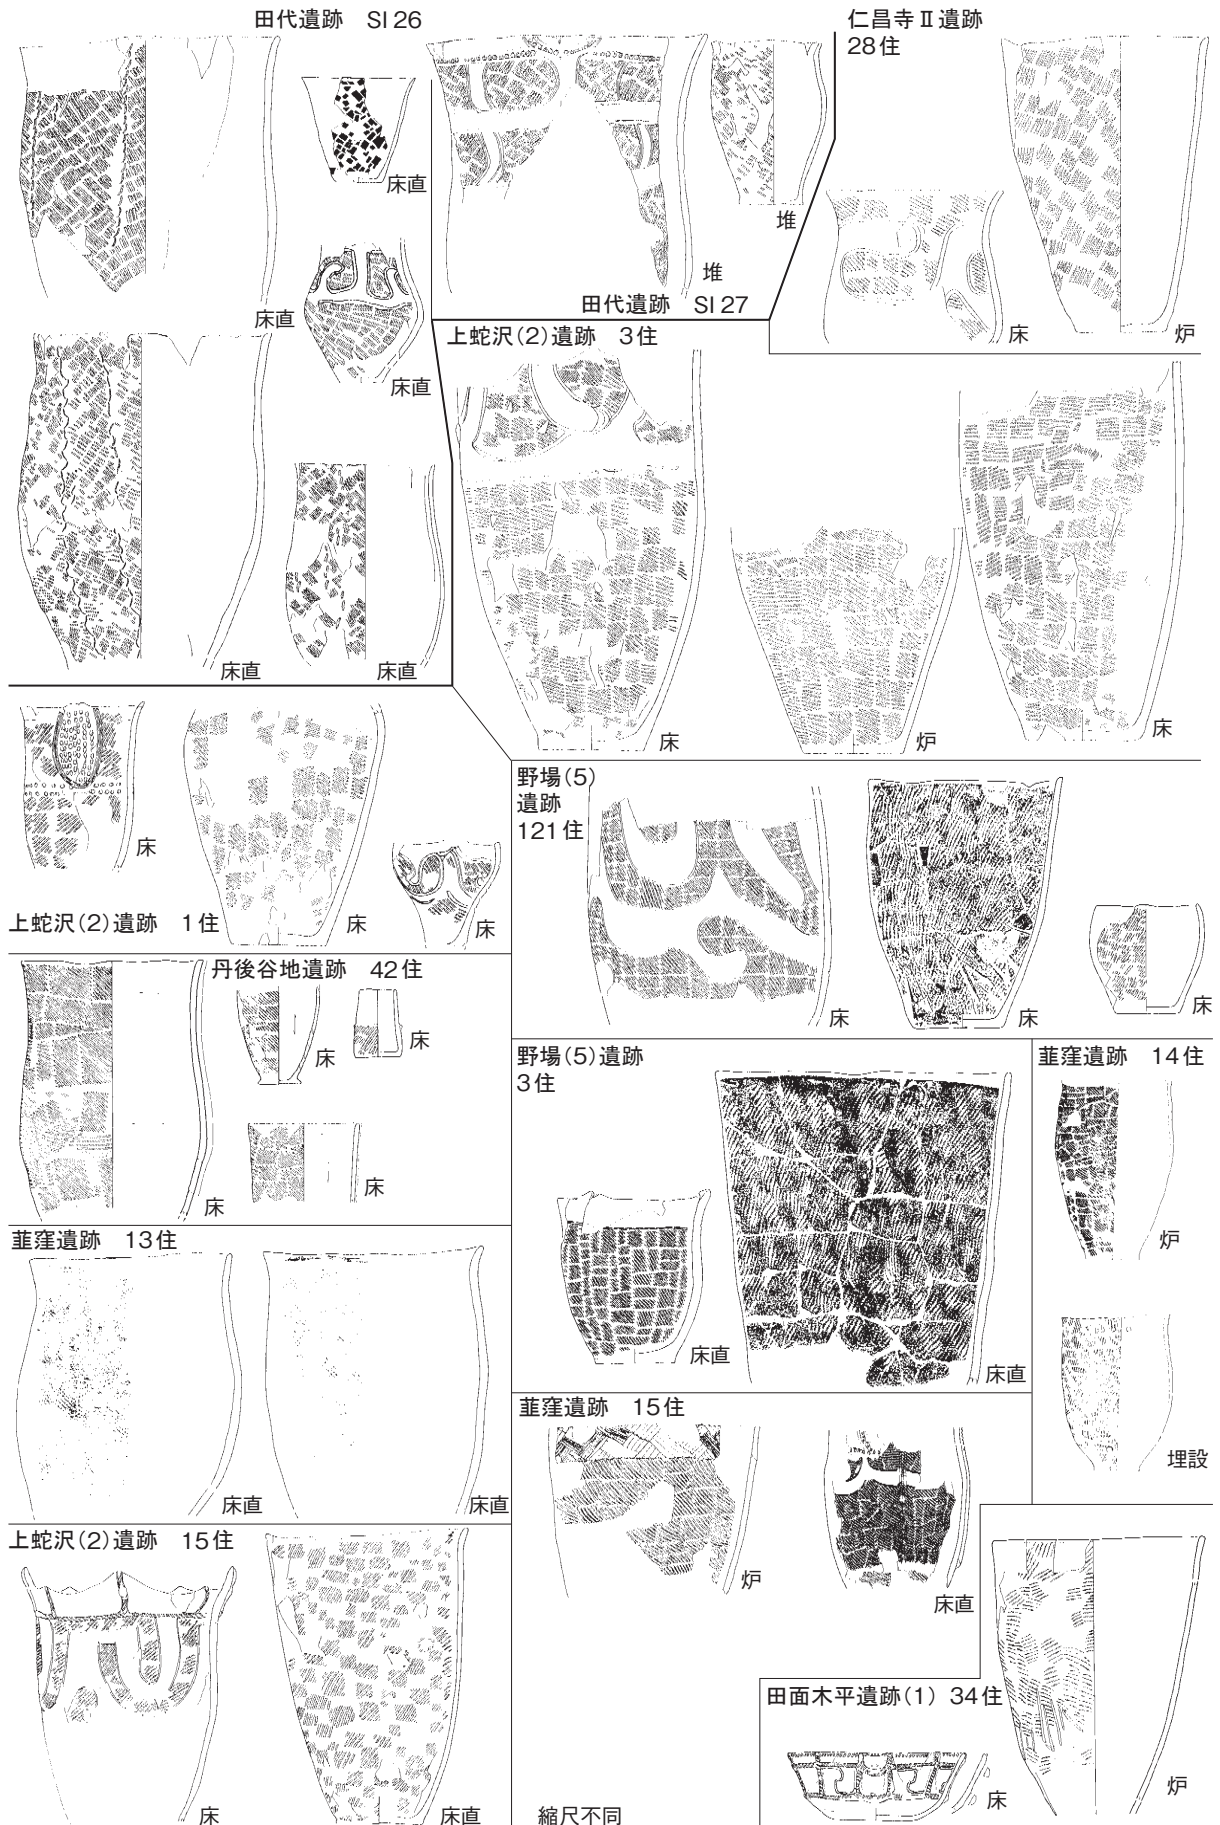 田代遺跡　SI 26
床直
床直
床直
床直
床直
堆
堆
田代遺跡　SI 27
仁昌寺Ⅱ遺跡
28住
床
炉
上蛇沢(2)遺跡　3住
床
炉
床
床
床
床
上蛇沢(2)遺跡　1住
野場(5)
遺跡
121住
床
床
床
丹後谷地遺跡　42住
床
床
床
床
野場(5)遺跡
3住
床直
床直
韮窪遺跡　14住
炉
埋設
韮窪遺跡　13住
床直
床直
韮窪遺跡　15住
炉
床直
上蛇沢(2)遺跡　15住
床
床直
田面木平遺跡(1)　34住
床
炉
縮尺不同